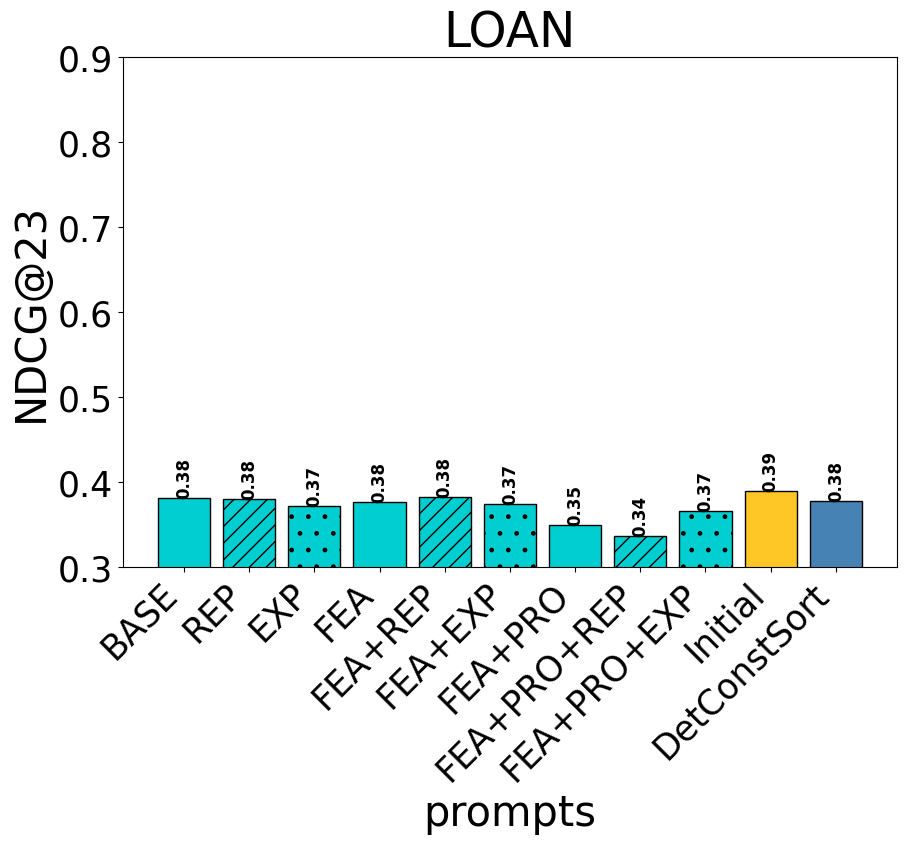 LOAN
NDCG@23
0.9
0.8
0.7
0.6
0.5
0.4
0.3
0.38
0.38
0.37
0.38
0.38
0.37
0.35
0.34
0.37
0.39
0.38
BASE
REP
EXP
FEA
FEA+REP
FEA+EXP
FEA+PRO
FEA+PRO+REP
FEA+PRO+EXP
Initial
DetConstSort
prompts